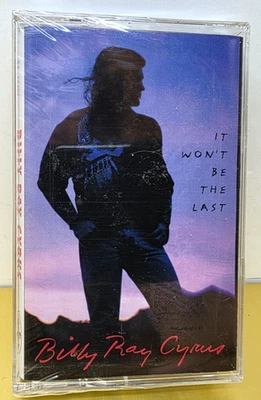 IT
WON'T
BE THE
LAST
Billy Ray Cyrus
BILLY RAY CYRUS